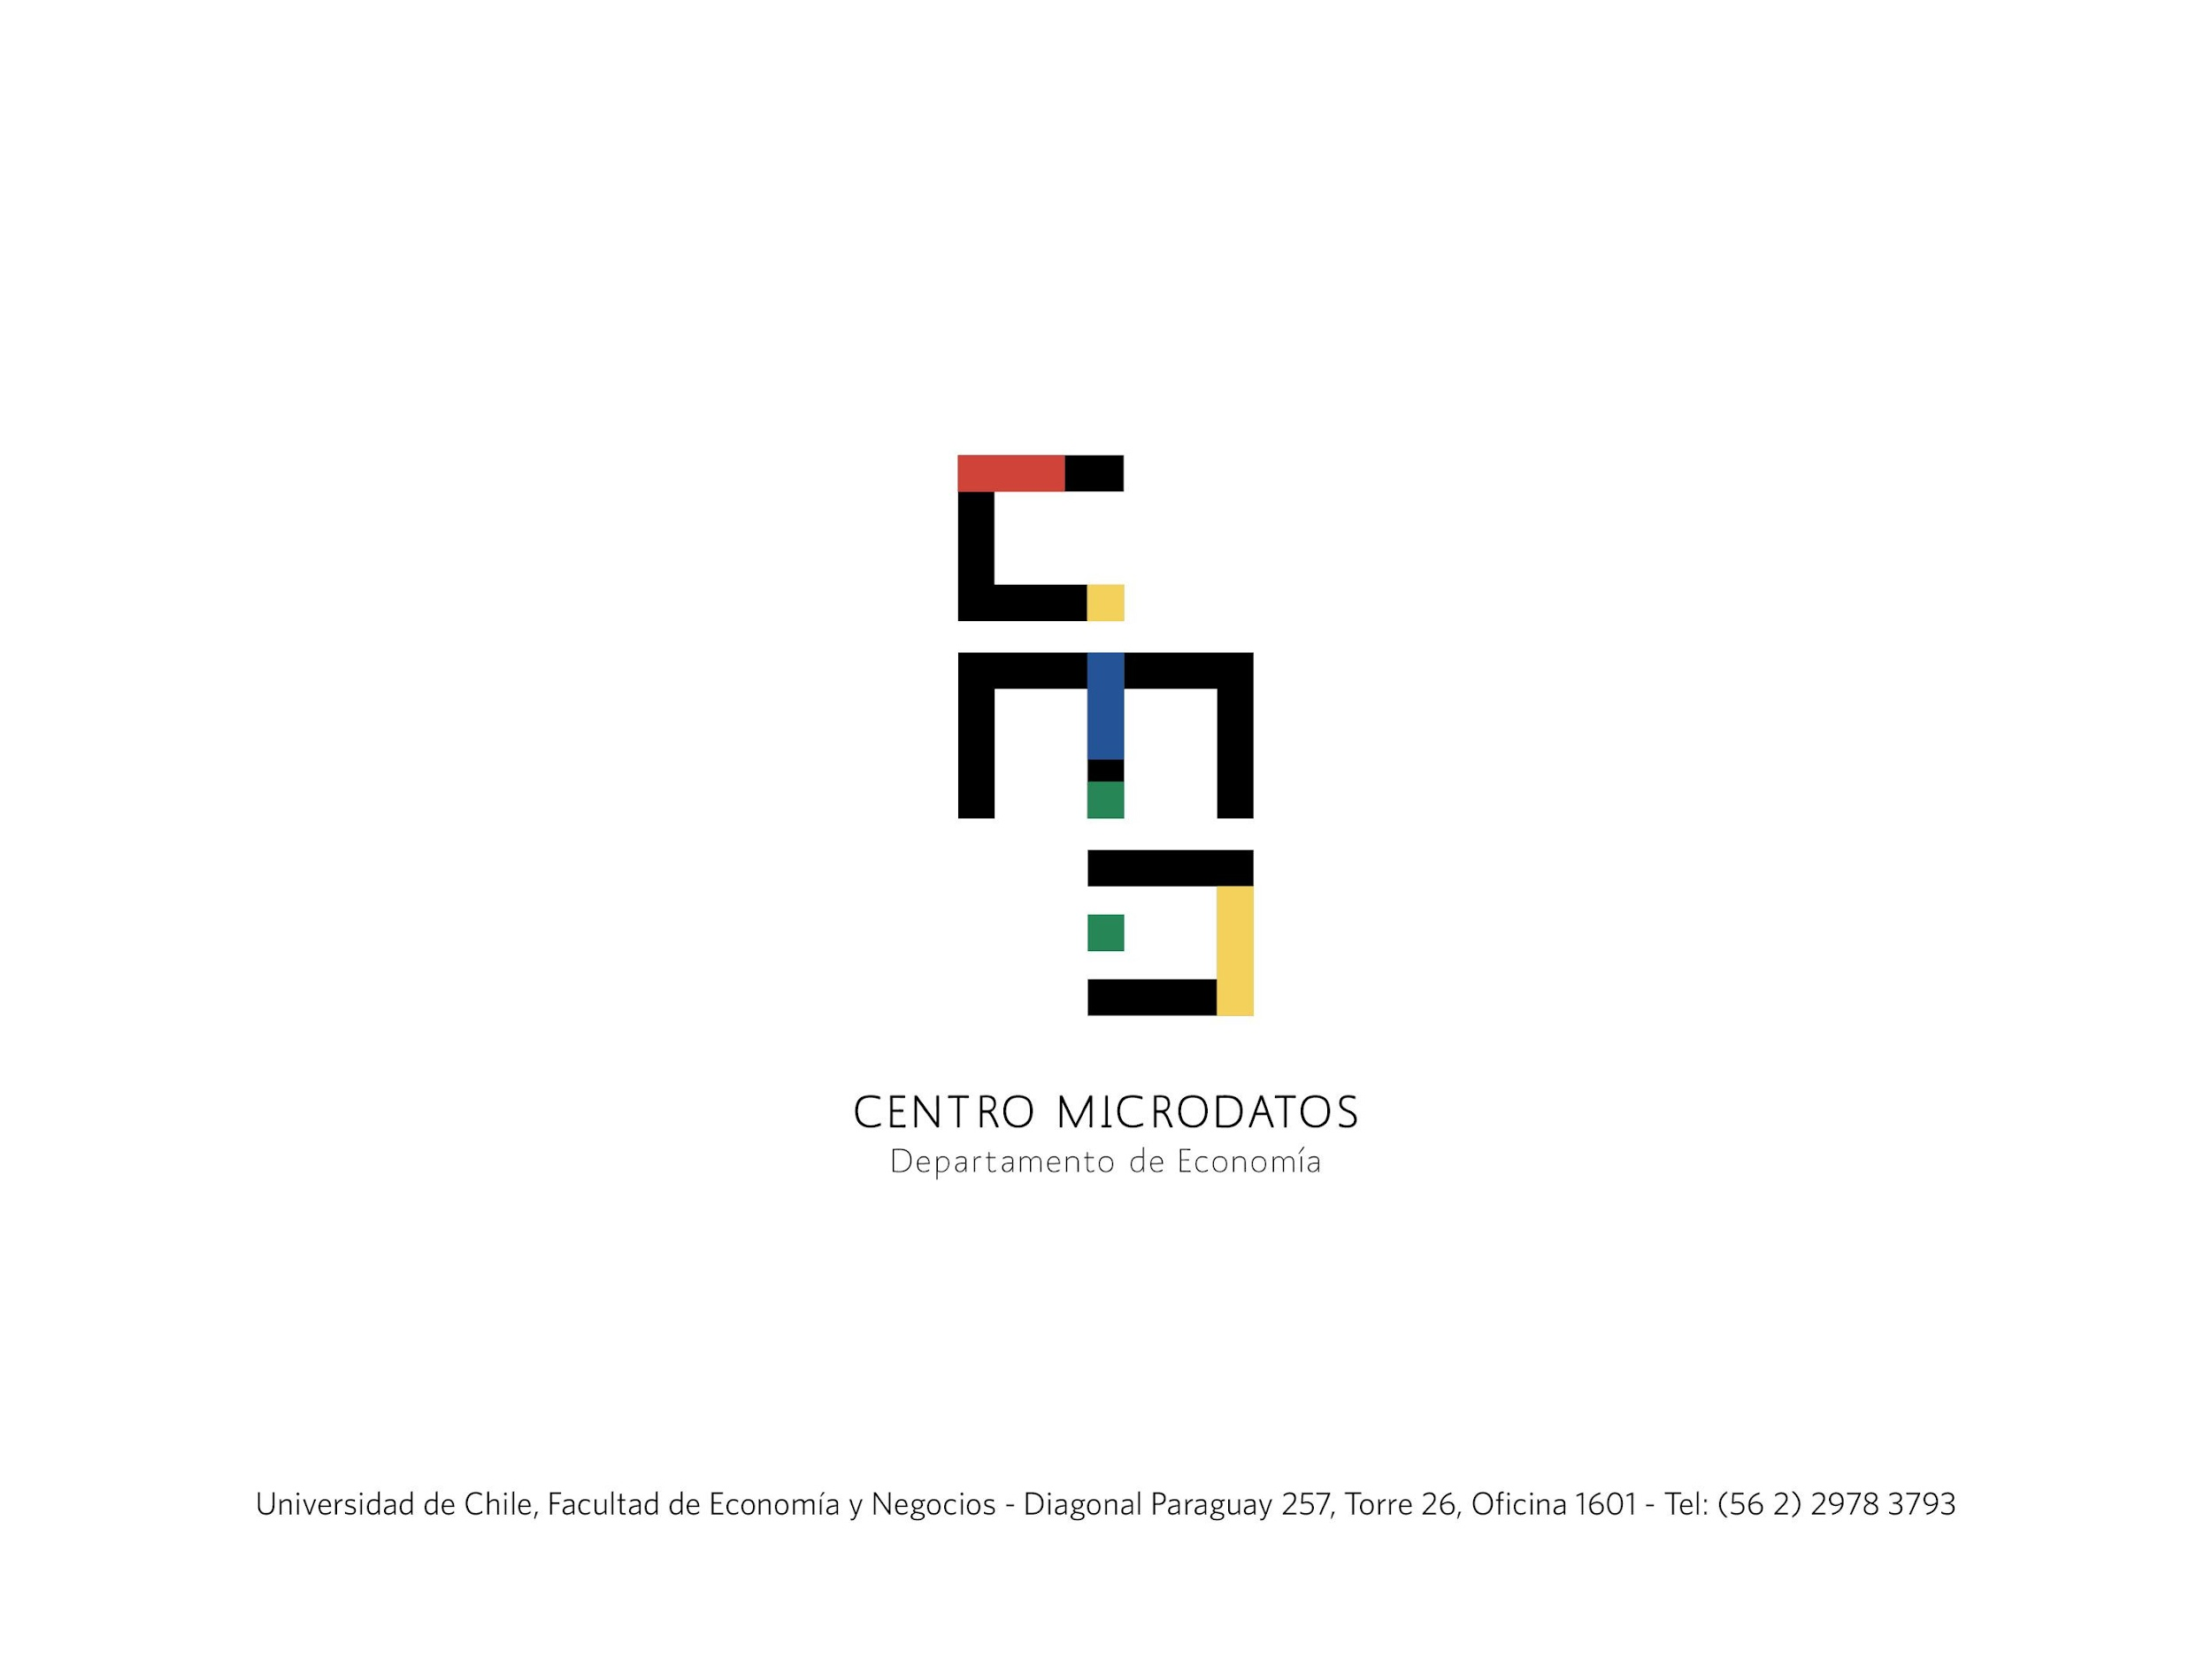 CENTRO MICRODATOS
Departamento de Economía
Universidad de Chile, Facultad de Economía y Negocios - Diagonal Paraguay 257, Torre 26, Oficina 1601 - Tel: (56 2) 2978 3793